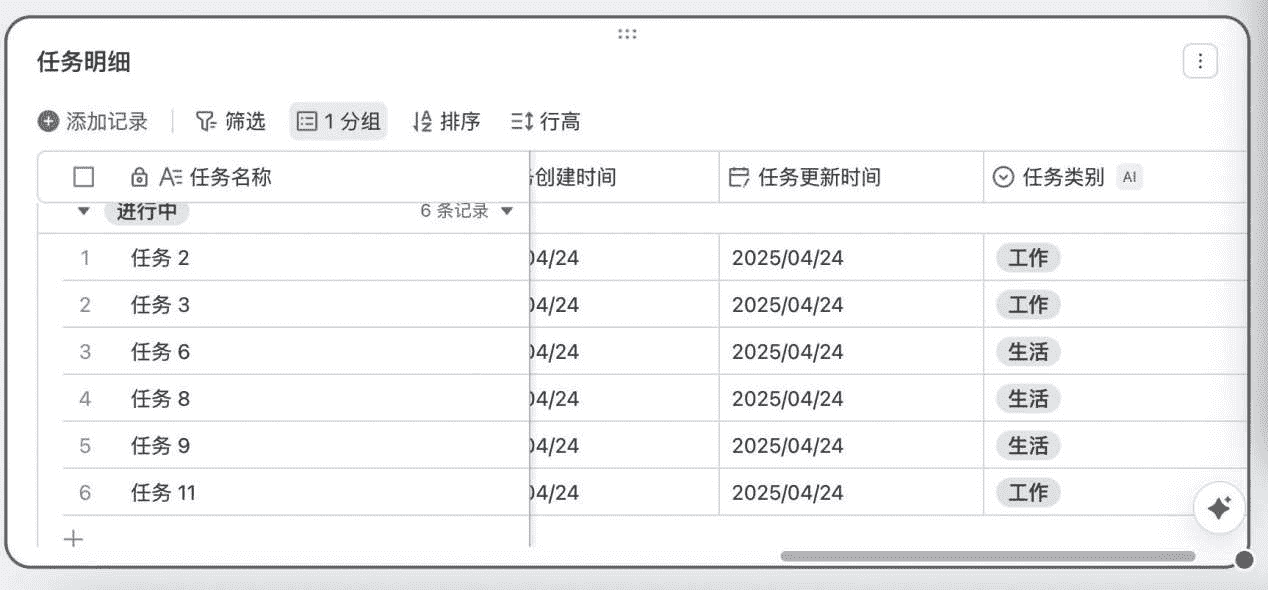 任务明细
添加记录 筛选 1 分组 排序 行高
任务名称 创建时间 任务更新时间 任务类别 AI
进行中 6 条记录
1 任务 2 04/24 2025/04/24 工作
2 任务 3 04/24 2025/04/24 工作
3 任务 6 04/24 2025/04/24 生活
4 任务 8 04/24 2025/04/24 生活
5 任务 9 04/24 2025/04/24 生活
6 任务 11 04/24 2025/04/24 工作